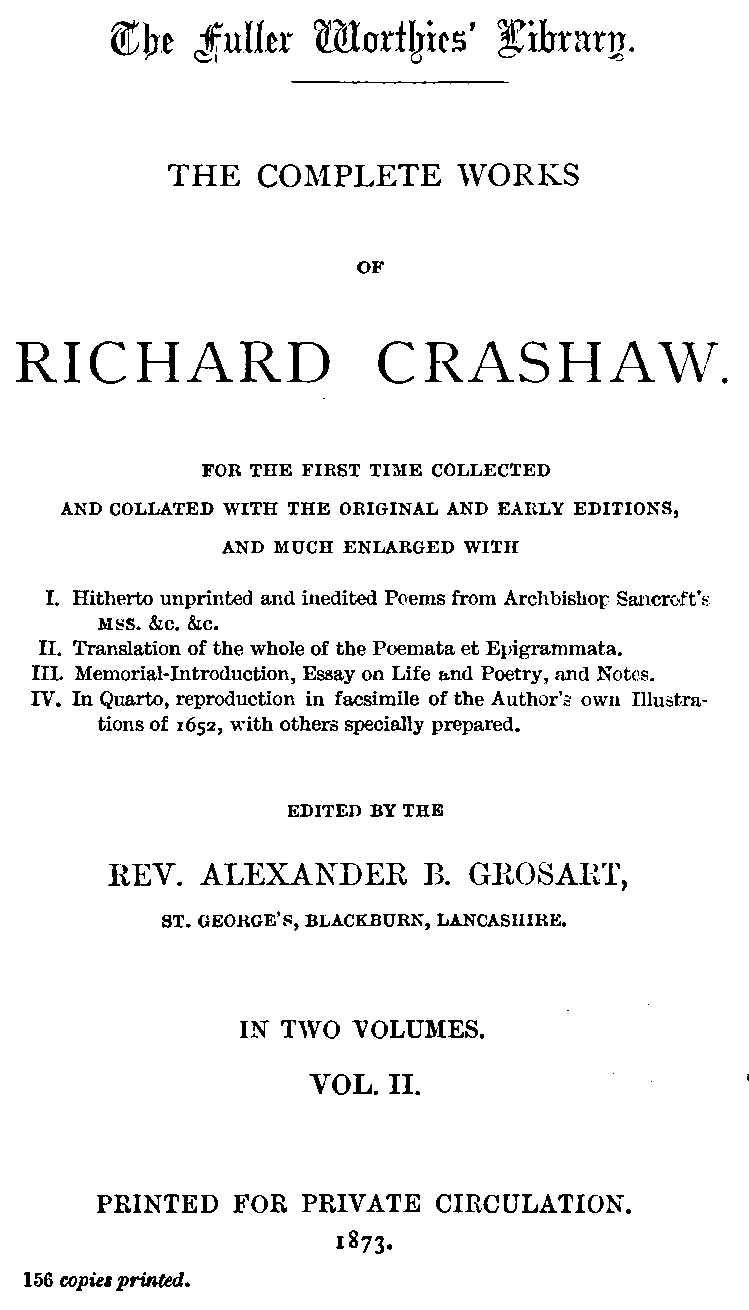 The Fuller Worthies' Library.
THE COMPLETE WORKS
OF
RICHARD CRASHAW.
FOR THE FIRST TIME COLLECTED
AND COLLATED WITH THE ORIGINAL AND EARLY EDITIONS,
AND MUCH ENLARGED WITH
I. Hitherto unprinted and inedited Poems from Archbishop Sancroft's
MSS. &c. &c.
II. Translation of the whole of the Poemata et Epigrammata.
III. Memorial-Introduction, Essay on Life and Poetry, and Notes.
IV. In Quarto, reproduction in facsimile of the Author's own Illustra-
tions of 1652, with others specially prepared.
EDITED BY THE
REV. ALEXANDER B. GROSART,
ST. GEORGE'S, BLACKBURN, LANCASHIRE.
IN TWO VOLUMES.
VOL. II.
PRINTED FOR PRIVATE CIRCULATION.
1873.
156 copies printed.